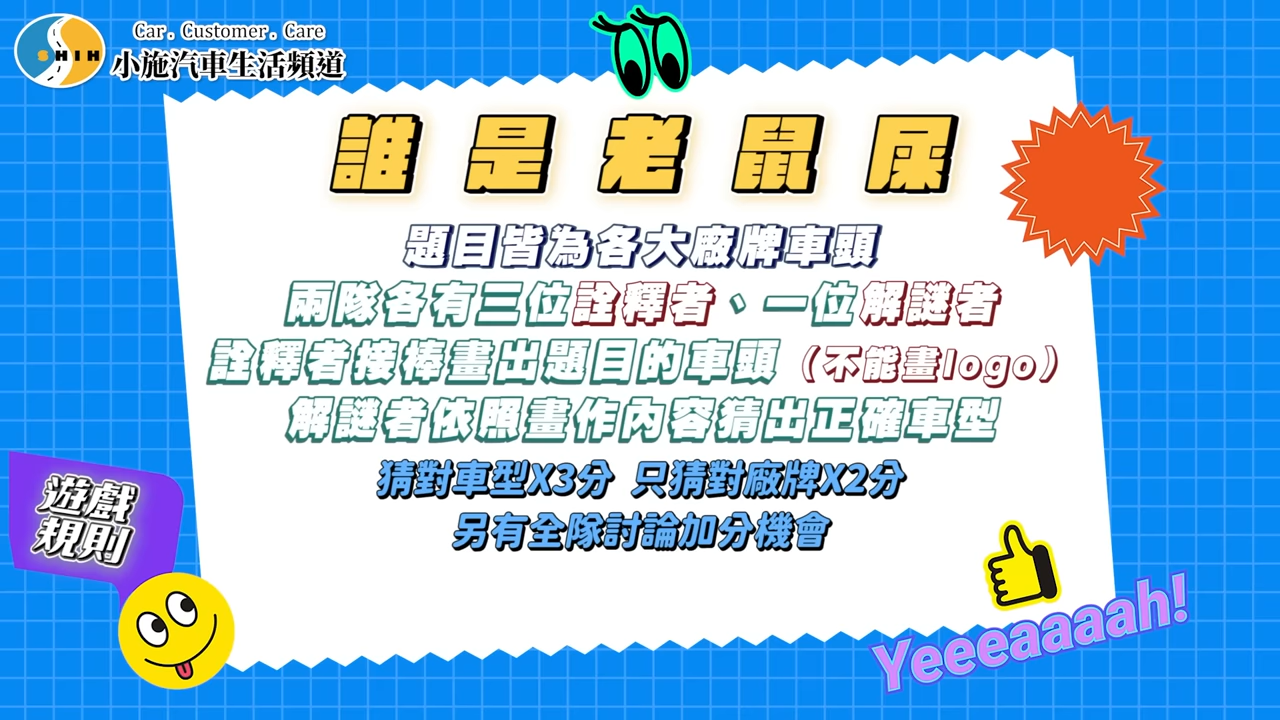 Car. Customer. Care
SHIH
小施汽車生活頻道
誰是老鼠屎
題目皆為各大廠牌車頭
兩隊各有三位詮釋者、一位解謎者
詮釋者接棒畫出題目的車頭（不能畫logo）
解謎者依照畫作內容猜出正確車型
猜對車型X3分 只猜對廠牌X2分
另有全隊討論加分機會
遊戲
規則
Yeeeaaaah!